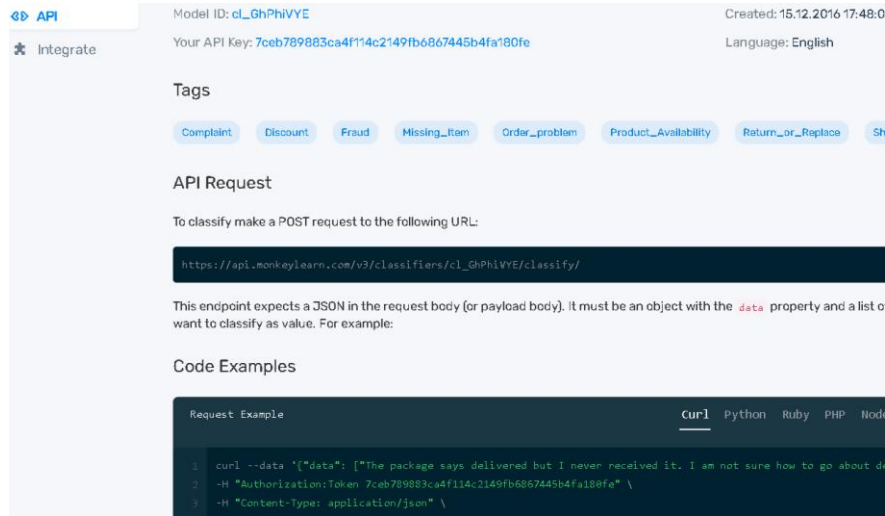 API
Integrate
Model ID: cl_GhPhiVYE
Created: 15.12.2016 17:48:0
Your API Key: 7ceb789883ca4f114c2149fb6867445b4fa180fe
Language: English
Tags
Complaint Discount Fraud Missing_Item Order_problem Product_Availability Return_or_Replace Sh
API Request
To classify make a POST request to the following URL:
https://api.monkeylearn.com/v3/classifiers/cl_GhPhiVYE/classify/
This endpoint expects a JSON in the request body (or payload body). It must be an object with the data property and a list o
want to classify as value. For example:
Code Examples
Request Example Curl Python Ruby PHP Node
1 curl --data '{"data": ["The package says delivered but I never received it. I am not sure how to go about de
2 -H "Authorization:Token 7ceb789883ca4f114c2149fb6867445b4fa180fe" \
3 -H "Content-Type: application/json" \